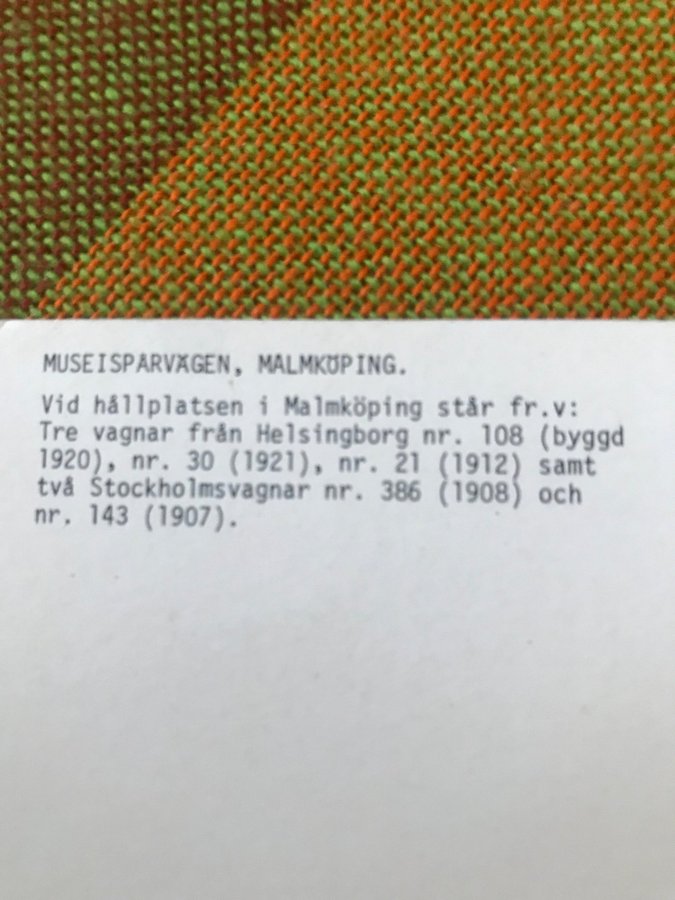 MUSEISPARVÄGEN, MALMKÖPING.
Vid hållplatsen i Malmköping står fr.v:
Tre vagnar från Helsingborg nr. 108 (byggd
1920), nr. 30 (1921), nr. 21 (1912) samt
två Stockholmsvagnar nr. 386 (1908) och
nr. 143 (1907).